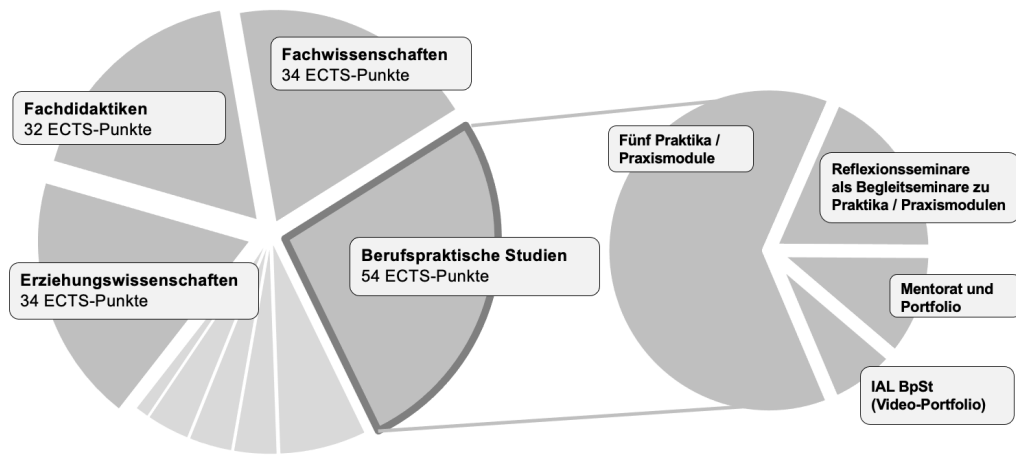 Fachwissenschaften
34 ECTS-Punkte
Fachdidaktiken
32 ECTS-Punkte
Berufspraktische Studien
54 ECTS-Punkte
Erziehungswissenschaften
34 ECTS-Punkte
Fünf Praktika /
Praxismodule
Reflexionsseminare
als Begleitseminare zu
Praktika / Praxismodulen
Mentorat und
Portfolio
IAL BpSt
(Video-Portfolio)